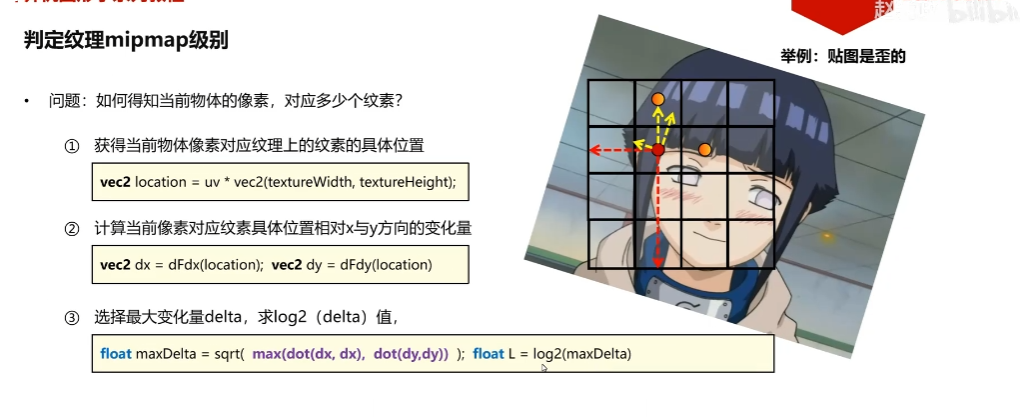 判定纹理mipmap级别
举例：贴图是歪的
• 问题：如何得知当前物体的像素，对应多少个纹素？
① 获得当前物体像素对应纹理上的纹素的具体位置
vec2 location = uv * vec2(textureWidth, textureHeight);
② 计算当前像素对应纹素具体位置相对x与y方向的变化量
vec2 dx = dFdx(location); vec2 dy = dFdy(location)
③ 选择最大变化量delta，求log2（delta）值，
float maxDelta = sqrt( max(dot(dx, dx), dot(dy,dy)) ); float L = log2(maxDelta)